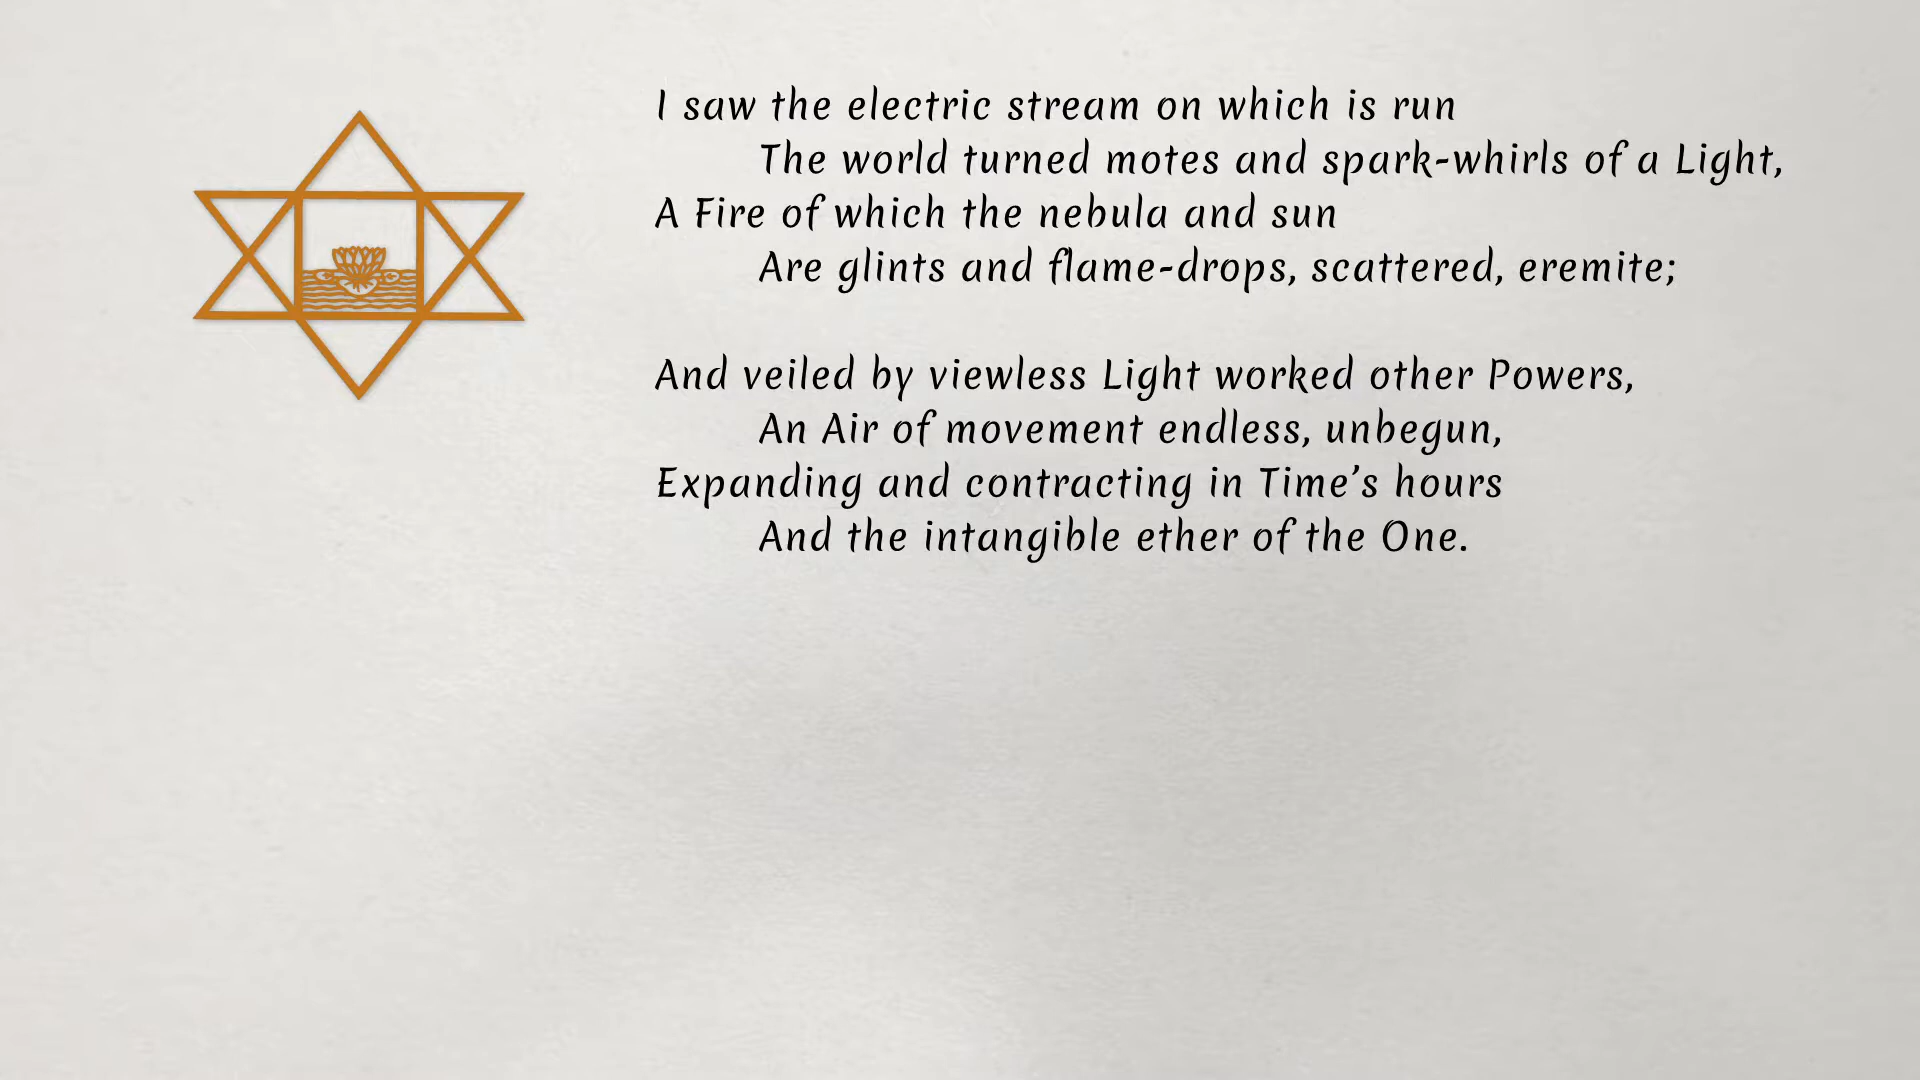 I saw the electric stream on which is run
The world turned motes and spark-whirls of a Light,
A Fire of which the nebula and sun
Are glints and flame-drops, scattered, eremite;
And veiled by viewless Light worked other Powers,
An Air of movement endless, unbegun,
Expanding and contracting in Time’s hours
And the intangible ether of the One.